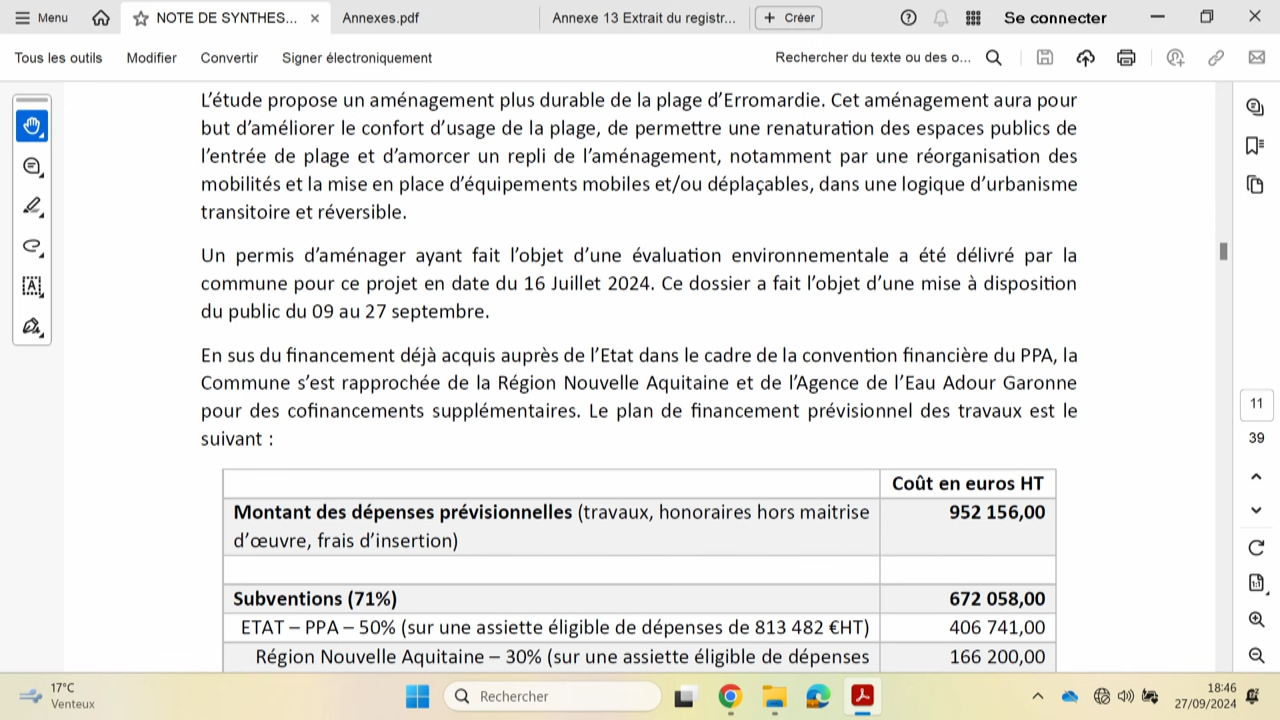 Menu
NOTE DE SYNTHES...
Annexes.pdf
Annexe 13 Extrait du registr...
Créer
Se connecter
Tous les outils
Modifier
Convertir
Signer électroniquement
Rechercher du texte ou des o...
L’étude propose un aménagement plus durable de la plage d’Erromardie. Cet aménagement aura pour
but d’améliorer le confort d’usage de la plage, de permettre une renaturation des espaces publics de
l’entrée de plage et d’amorcer un repli de l’aménagement, notamment par une réorganisation des
mobilités et la mise en place d’équipements mobiles et/ou déplaçables, dans une logique d’urbanisme
transitoire et réversible.
Un permis d’aménager ayant fait l’objet d’une évaluation environnementale a été délivré par la
commune pour ce projet en date du 16 Juillet 2024. Ce dossier a fait l’objet d’une mise à disposition
du public du 09 au 27 septembre.
En sus du financement déjà acquis auprès de l’Etat dans le cadre de la convention financière du PPA, la
Commune s’est rapprochée de la Région Nouvelle Aquitaine et de l’Agence de l’Eau Adour Garonne
pour des cofinancements supplémentaires. Le plan de financement prévisionnel des travaux est le
suivant :
Coût en euros HT
Montant des dépenses prévisionnelles (travaux, honoraires hors maitrise 952 156,00
d’œuvre, frais d’insertion)
Subventions (71%) 672 058,00
ETAT – PPA – 50% (sur une assiette éligible de dépenses de 813 482 €HT) 406 741,00
Région Nouvelle Aquitaine – 30% (sur une assiette éligible de dépenses 166 200,00
11
39
1:1
17°C
Venteux
Rechercher
18:46
27/09/2024